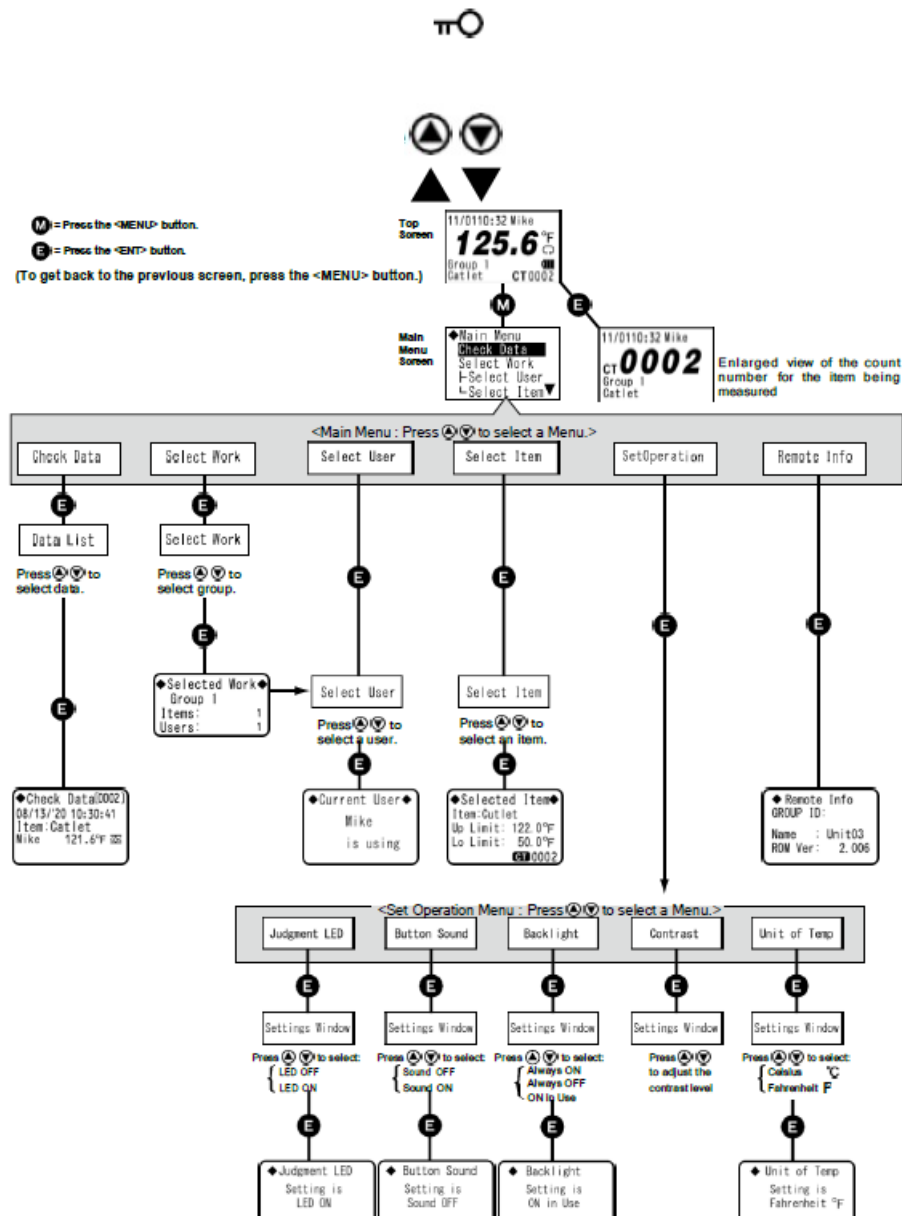 M = Press the <MENU> button.
E = Press the <ENT> button.
(To get back to the previous screen, press the <MENU> button.)
Top
Screen
11/0110:32 Mike
125.6 °F
Group 1
Catlet CT0002
M
E
Main
Menu
Screen
◆Main Menu
Check Data
Select Work
Select User
Select Item▼
11/0110:32 Mike
CT0002
Group 1
Catlet
Enlarged view of the count
number for the item being
measured
<Main Menu : Press ▲▼ to select a Menu.>
Check Data
Select Work
Select User
Select Item
SetOperation
Remote Info
E
E
E
E
E
E
Data List
Select Work
Press ▲▼ to
select data.
Press ▲▼ to
select group.
E
E
◆Selected Work◆
Group 1
Items: 1
Users: 1
Select User
Select Item
Press ▲▼ to
select a user.
Press ▲▼ to
select an item.
E
E
◆Check Data[0002]
08/13/'20 10:30:41
Item:Catlet
Mike 121.6°F
◆Current User◆
Mike
is using
◆Selected Item◆
Item:Cutlet
Up Limit: 122.0°F
Lo Limit: 50.0°F
CT 0002
◆ Remote Info
GROUP ID:
Name : Unit03
ROM Ver: 2.006
<Set Operation Menu : Press ▲▼ to select a Menu.>
Judgment LED
Button Sound
Backlight
Contrast
Unit of Temp
E
E
E
E
E
Settings Window
Settings Window
Settings Window
Settings Window
Settings Window
Press ▲▼ to select:
LED OFF
LED ON
Press ▲▼ to select:
Sound OFF
Sound ON
Press ▲▼ to select:
Always ON
Always OFF
ON in Use
Press ▲▼
to adjust the
contrast level
Press ▲▼ to select:
Celsius °C
Fahrenheit F
E
E
E
E
◆Judgment LED
Setting is
LED ON
◆ Button Sound
Setting is
Sound OFF
◆ Backlight
Setting is
ON in Use
◆ Unit of Temp
Setting is
Fahrenheit °F